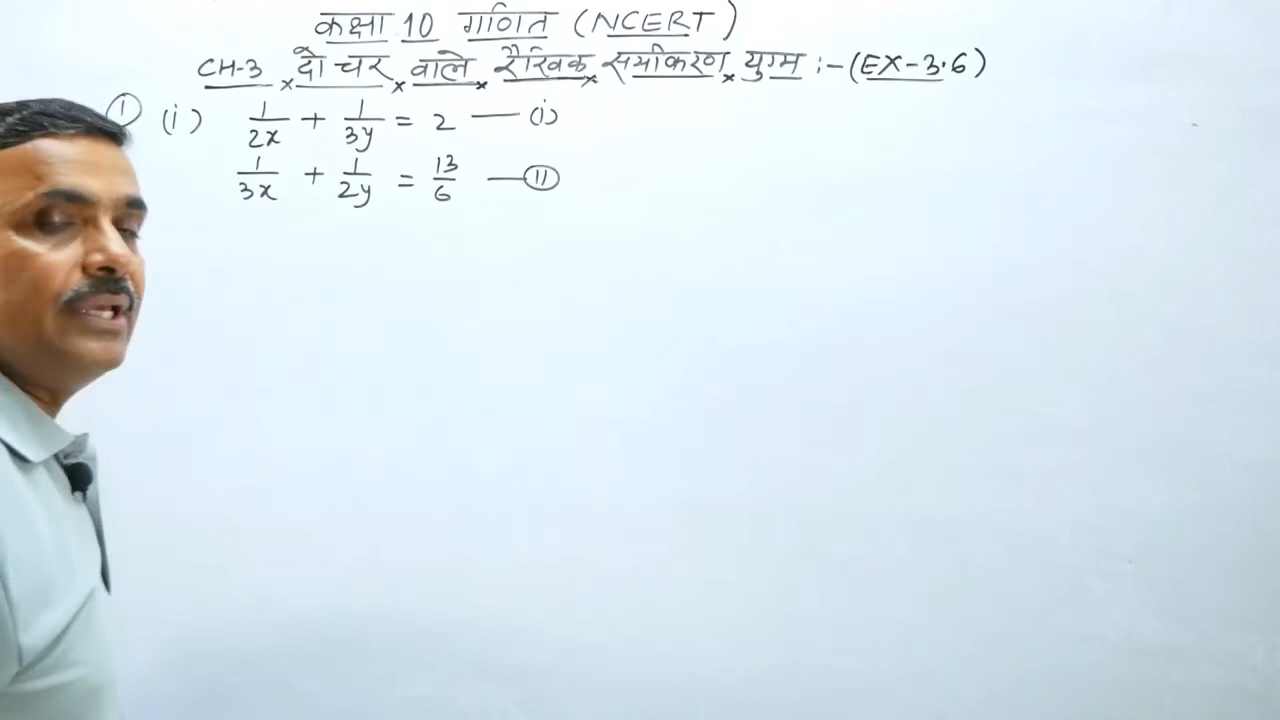 कक्षा 10 गणित (NCERT)
CH-3 × दो चर × वाले × रैखिक × समीकरण × युग्म :- (EX-3.6)
① (i) 1/2x + 1/3y = 2 — (i)
1/3x + 1/2y = 13/6 — (11)